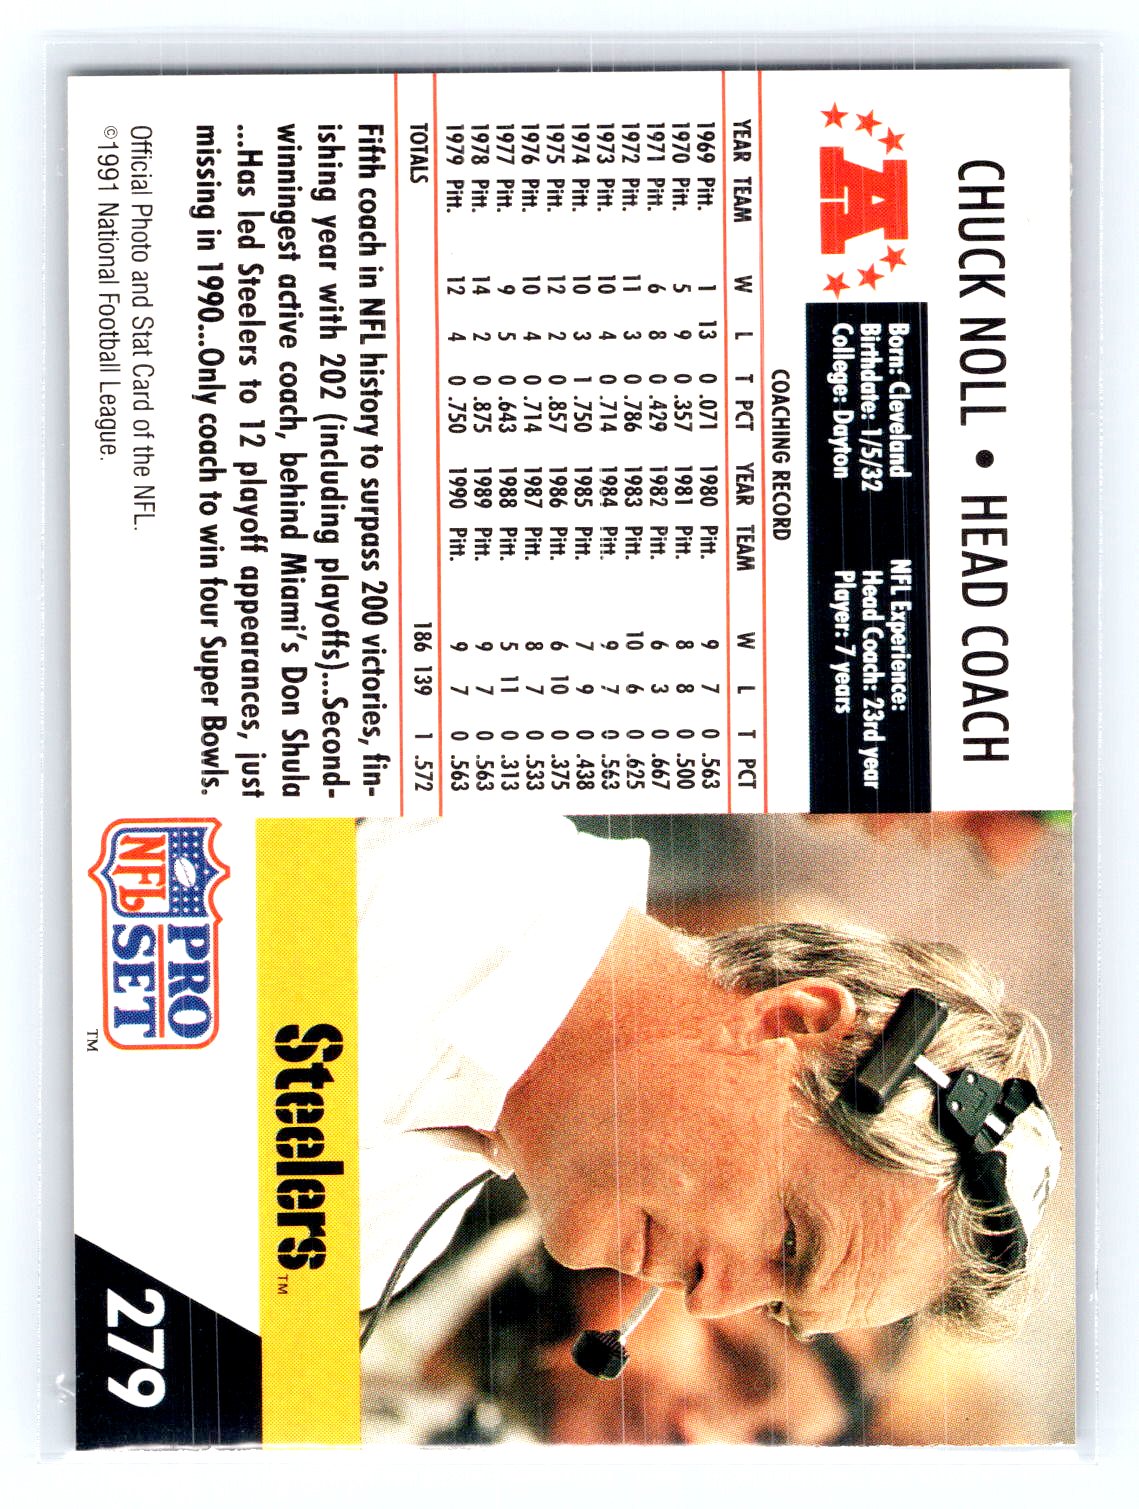 CHUCK NOLL • HEAD COACH
A
Born: Cleveland
Birthdate: 1/5/32
College: Dayton
NFL Experience:
Head Coach: 23rd year
Player: 7 years
COACHING RECORD
YEAR TEAM W L T PCT YEAR TEAM W L T PCT
1969 Pitt. 1 13 0 .071 1980 Pitt. 9 7 0 .563
1970 Pitt. 5 9 0 .357 1981 Pitt. 8 8 0 .500
1971 Pitt. 6 8 0 .429 1982 Pitt. 6 3 0 .667
1972 Pitt. 11 3 0 .786 1983 Pitt. 10 6 0 .625
1973 Pitt. 10 4 0 .714 1984 Pitt. 9 7 0 .563
1974 Pitt. 10 3 1 .750 1985 Pitt. 7 9 0 .438
1975 Pitt. 12 2 0 .857 1986 Pitt. 6 10 0 .375
1976 Pitt. 10 4 0 .714 1987 Pitt. 8 7 0 .533
1977 Pitt. 9 5 0 .643 1988 Pitt. 5 11 0 .313
1978 Pitt. 14 2 0 .875 1989 Pitt. 9 7 0 .563
1979 Pitt. 12 4 0 .750 1990 Pitt. 9 7 0 .563
TOTALS 186 139 1 .572
Fifth coach in NFL history to surpass 200 victories, fin-
ishing year with 202 (including playoffs)...Second-
winningest active coach, behind Miami's Don Shula
...Has led Steelers to 12 playoff appearances, just
missing in 1990...Only coach to win four Super Bowls.
Official Photo and Stat Card of the NFL.
©1991 National Football League.
NFL
PRO
SET
TM
Steelers TM
279